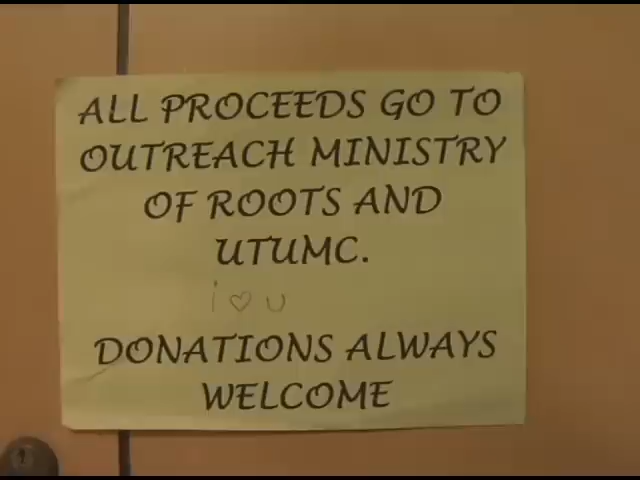 ALL PROCEEDS GO TO
OUTREACH MINISTRY
OF ROOTS AND
UTUMC.
i ♡ u
DONATIONS ALWAYS
WELCOME